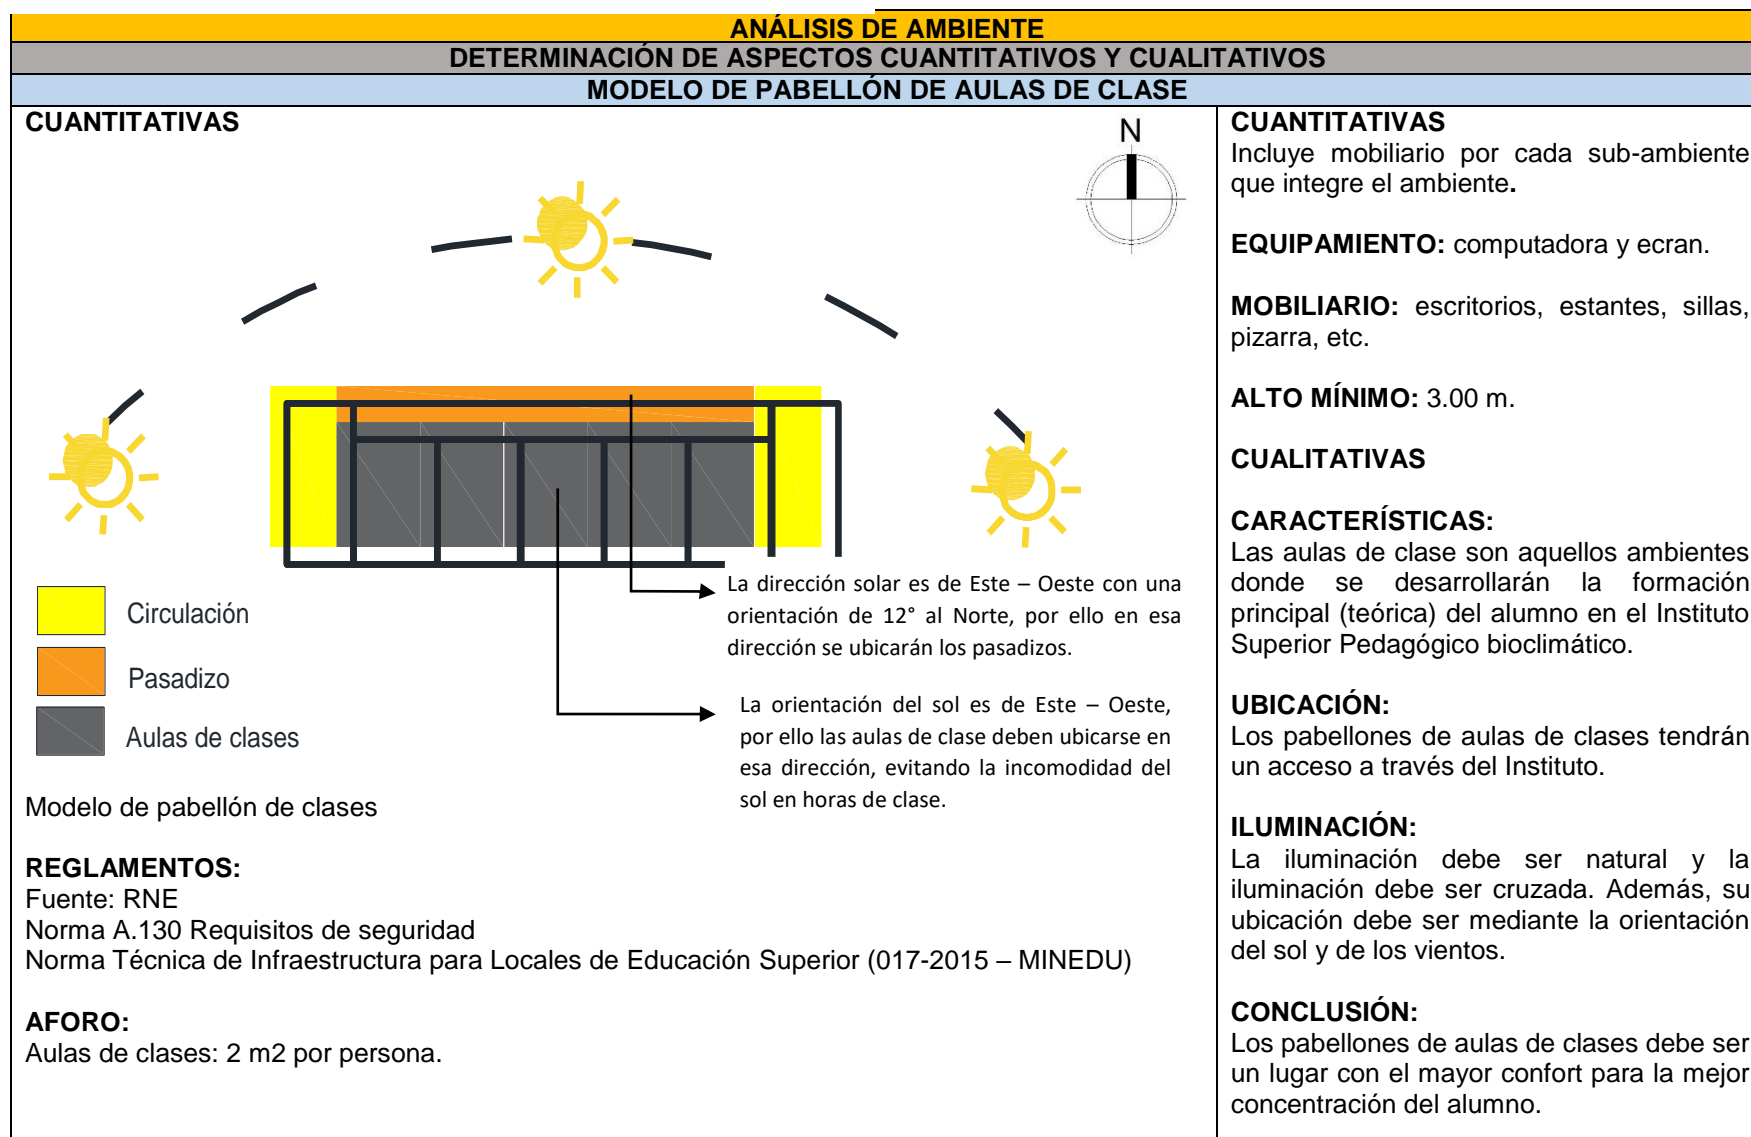 ANÁLISIS DE AMBIENTE
DETERMINACIÓN DE ASPECTOS CUANTITATIVOS Y CUALITATIVOS
MODELO DE PABELLÓN DE AULAS DE CLASE
CUANTITATIVAS
N
La dirección solar es de Este – Oeste con una
orientación de 12° al Norte, por ello en esa
dirección se ubicarán los pasadizos.
La orientación del sol es de Este – Oeste,
por ello las aulas de clase deben ubicarse en
esa dirección, evitando la incomodidad del
sol en horas de clase.
Circulación
Pasadizo
Aulas de clases
Modelo de pabellón de clases
REGLAMENTOS:
Fuente: RNE
Norma A.130 Requisitos de seguridad
Norma Técnica de Infraestructura para Locales de Educación Superior (017-2015 – MINEDU)
AFORO:
Aulas de clases: 2 m2 por persona.
CUANTITATIVAS
Incluye mobiliario por cada sub-ambiente
que integre el ambiente.
EQUIPAMIENTO: computadora y ecran.
MOBILIARIO: escritorios, estantes, sillas,
pizarra, etc.
ALTO MÍNIMO: 3.00 m.
CUALITATIVAS
CARACTERÍSTICAS:
Las aulas de clase son aquellos ambientes
donde se desarrollarán la formación
principal (teórica) del alumno en el Instituto
Superior Pedagógico bioclimático.
UBICACIÓN:
Los pabellones de aulas de clases tendrán
un acceso a través del Instituto.
ILUMINACIÓN:
La iluminación debe ser natural y la
iluminación debe ser cruzada. Además, su
ubicación debe ser mediante la orientación
del sol y de los vientos.
CONCLUSIÓN:
Los pabellones de aulas de clases debe ser
un lugar con el mayor confort para la mejor
concentración del alumno.